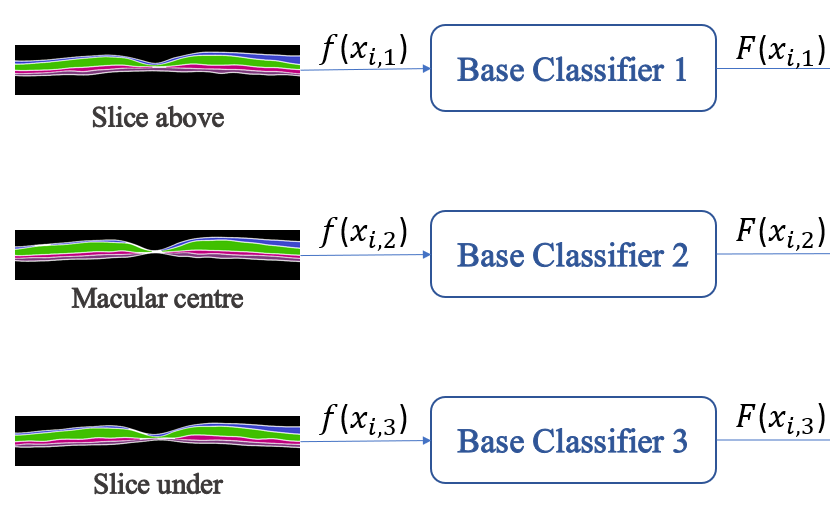 f(x_{i,1})
Base Classifier 1
F(x_{i,1})
Slice above
f(x_{i,2})
Base Classifier 2
F(x_{i,2})
Macular centre
f(x_{i,3})
Base Classifier 3
F(x_{i,3})
Slice under